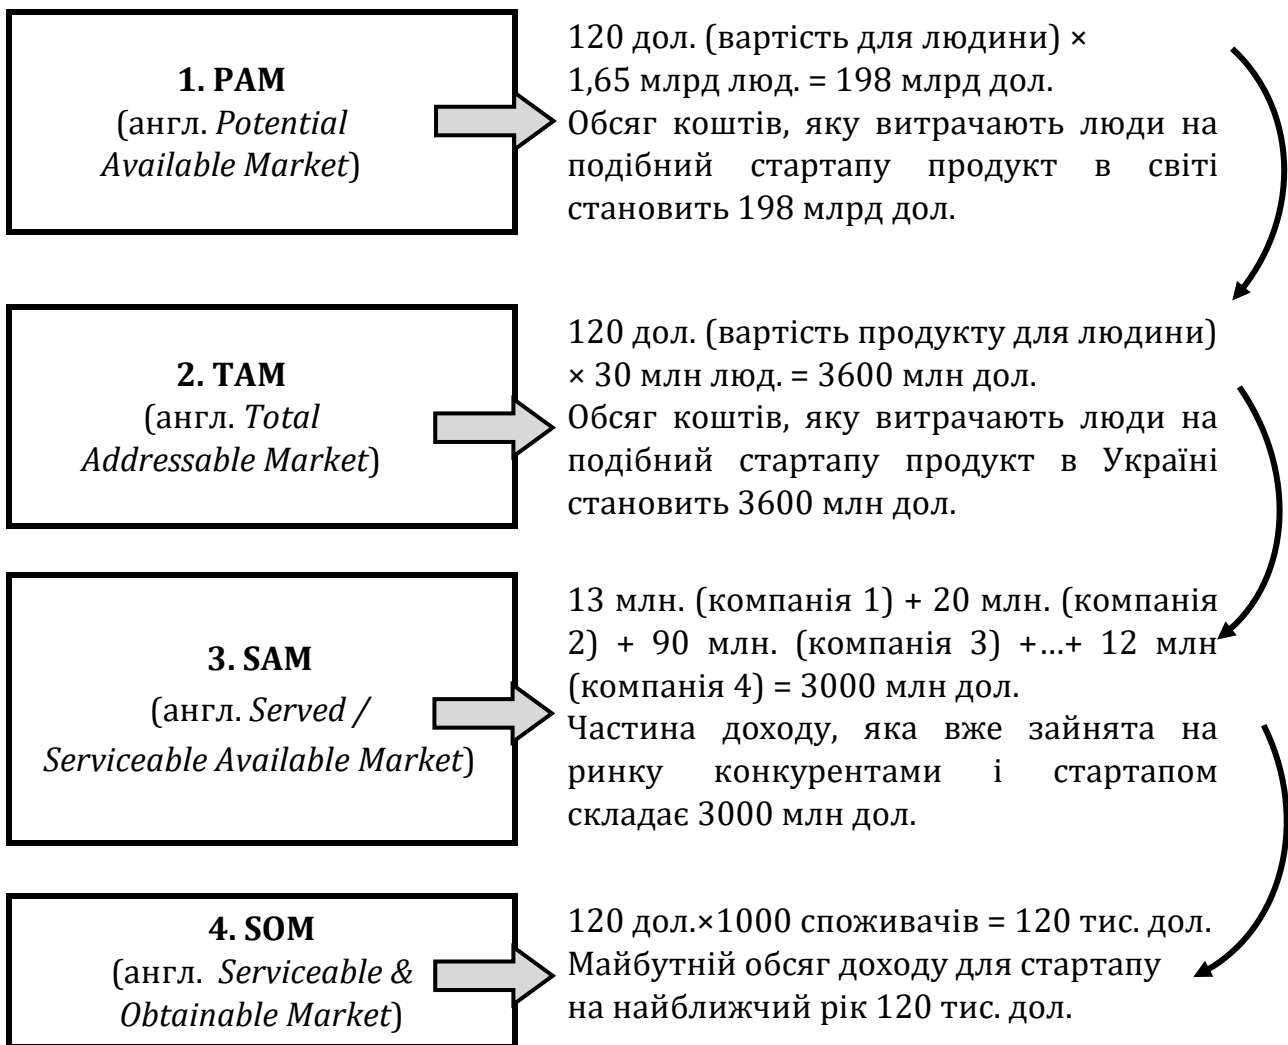 1. PAM
(англ. Potential
Available Market)
120 дол. (вартість для людини) ×
1,65 млрд люд. = 198 млрд дол.
Обсяг коштів, яку витрачають люди на
подібний стартапу продукт в світі
становить 198 млрд дол.
2. TAM
(англ. Total
Addressable Market)
120 дол. (вартість продукту для людини)
× 30 млн люд. = 3600 млн дол.
Обсяг коштів, яку витрачають люди на
подібний стартапу продукт в Україні
становить 3600 млн дол.
3. SAM
(англ. Served /
Serviceable Available Market)
13 млн. (компанія 1) + 20 млн. (компанія
2) + 90 млн. (компанія 3) +...+ 12 млн
(компанія 4) = 3000 млн дол.
Частина доходу, яка вже зайнята на
ринку конкурентами і стартапом
складає 3000 млн дол.
4. SOM
(англ. Serviceable &
Obtainable Market)
120 дол.×1000 споживачів = 120 тис. дол.
Майбутній обсяг доходу для стартапа
на найближчий рік 120 тис. дол.